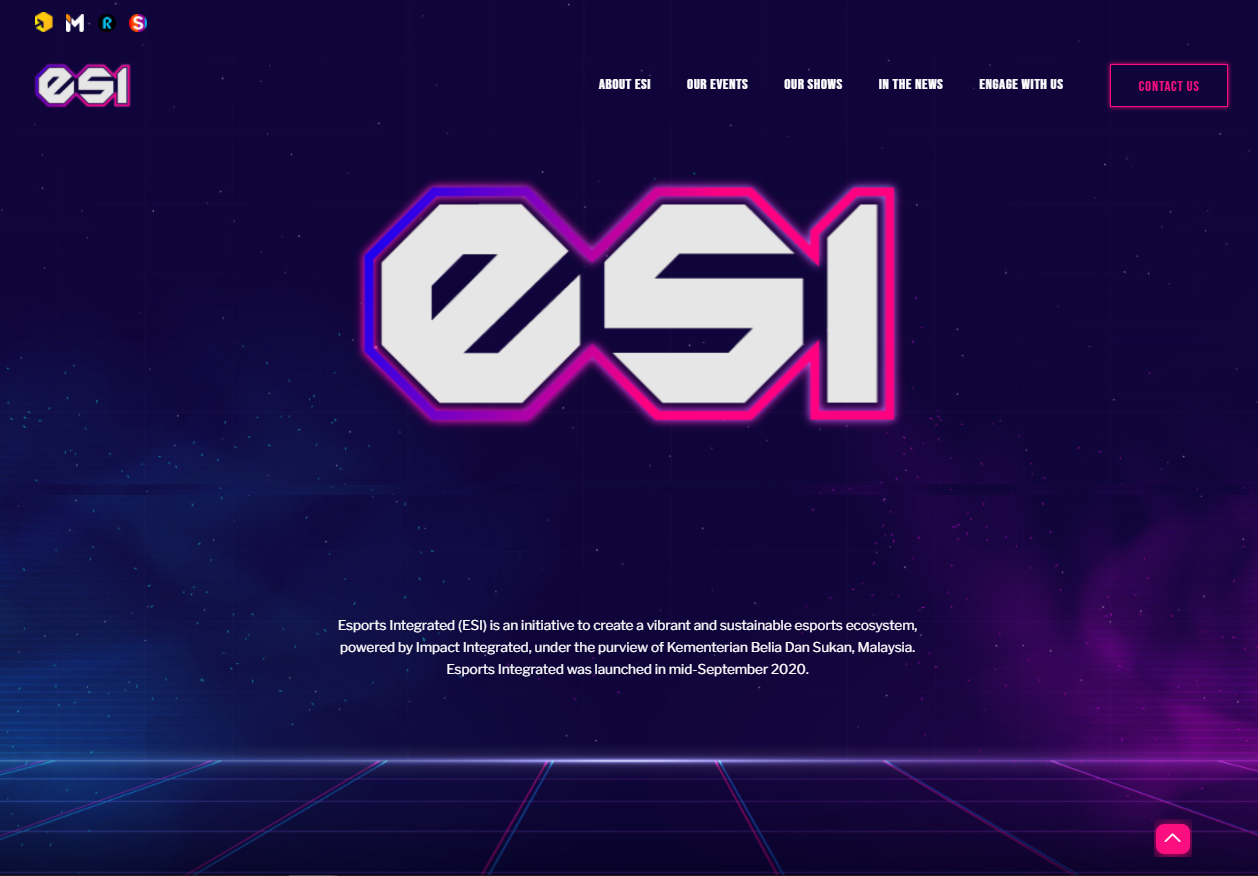 M R S
esi
ABOUT ESI OUR EVENTS OUR SHOWS IN THE NEWS ENGAGE WITH US CONTACT US
esi
Esports Integrated (ESI) is an initiative to create a vibrant and sustainable esports ecosystem,
powered by Impact Integrated, under the purview of Kementerian Belia Dan Sukan, Malaysia.
Esports Integrated was launched in mid-September 2020.